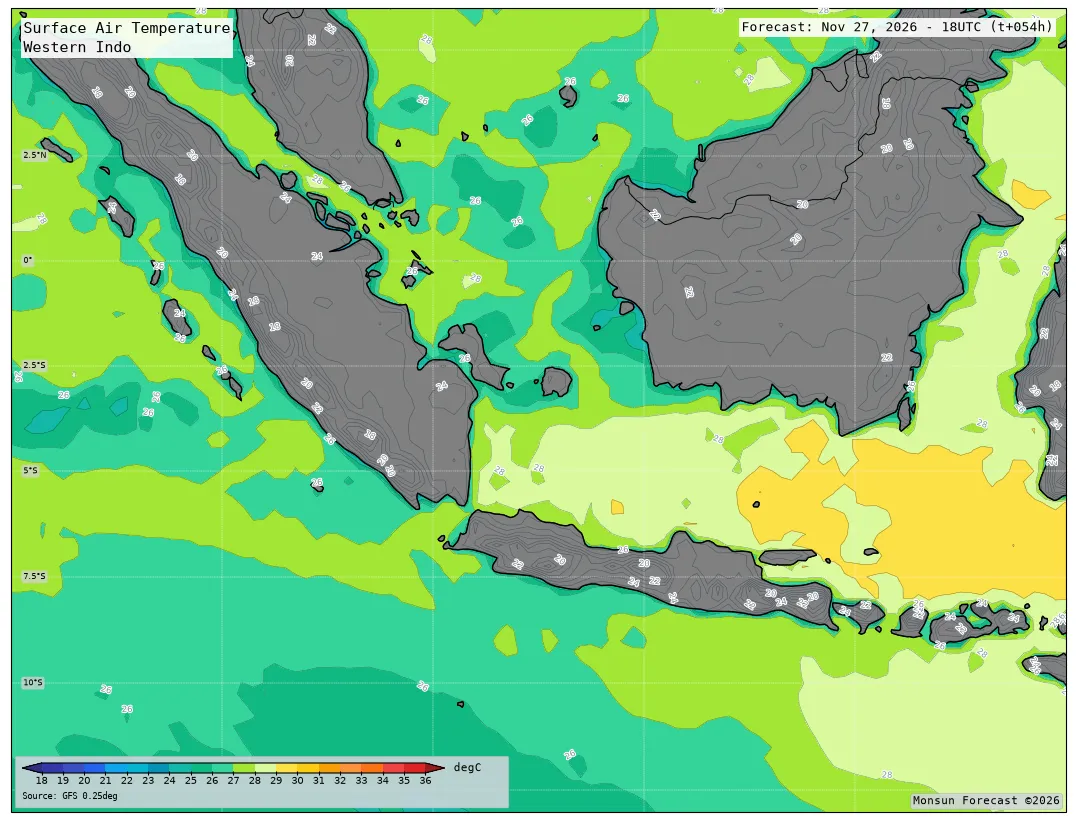 Surface Air Temperature
Western Indo
Forecast: Nov 27, 2026 - 18UTC (t+054h)
2.5°N
0°
2.5°S
5°S
7.5°S
10°S
degC
18 19 20 21 22 23 24 25 26 27 28 29 30 31 32 33 34 35 36
Source: GFS 0.25deg
Monsun Forecast ©2026